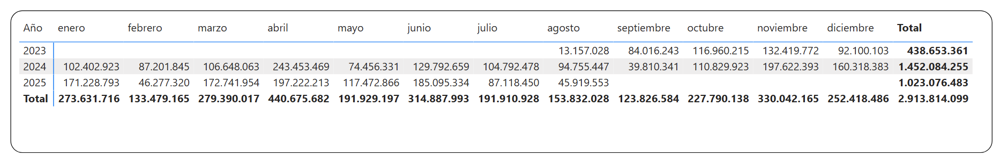 Año enero febrero marzo abril mayo junio julio agosto septiembre octubre noviembre diciembre Total
2023 13.157.028 84.016.243 116.960.215 132.419.772 92.100.103 438.653.361
2024 102.402.923 87.201.845 106.648.063 243.453.469 74.456.331 129.792.659 104.792.478 94.755.447 39.810.341 110.829.923 197.622.393 160.318.383 1.452.084.255
2025 171.228.793 46.277.320 172.741.954 197.222.213 117.472.866 185.095.334 87.118.450 45.919.553 1.023.076.483
Total 273.631.716 133.479.165 279.390.017 440.675.682 191.929.197 314.887.993 191.910.928 153.832.028 123.826.584 227.790.138 330.042.165 252.418.486 2.913.814.099